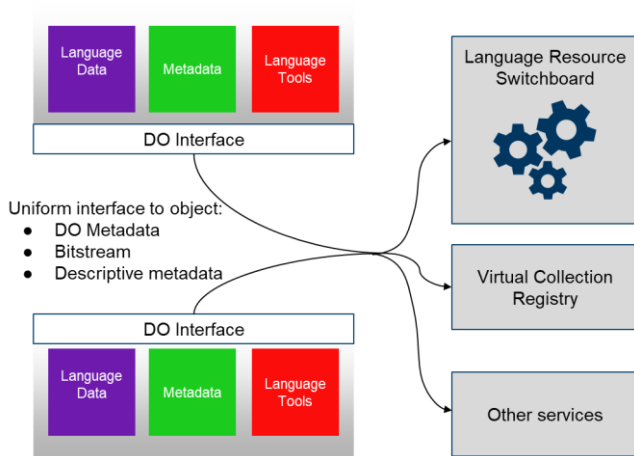 Language
Data
Metadata
Language
Tools
DO Interface
Language Resource
Switchboard
Uniform interface to object:
● DO Metadata
● Bitstream
● Descriptive metadata
Virtual Collection
Registry
DO Interface
Language
Data
Metadata
Language
Tools
Other services